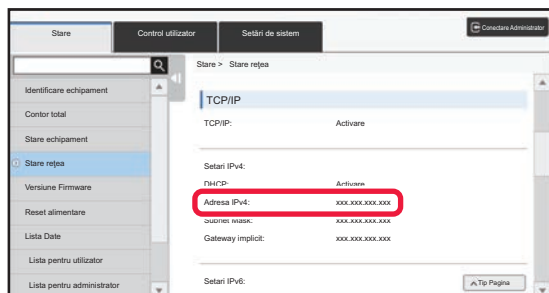 Stare
Control utilizator
Setări de sistem
Conectare Administrator
Stare > Stare rețea
Identificare echipament
Contor total
Stare echipament
Stare rețea
Versiune Firmware
Reset alimentare
Lista Date
Lista pentru utilizator
Lista pentru administrator
TCP/IP
TCP/IP: Activare
Setari IPv4:
DHCP: Activare
Adresa IPv4: xxx.xxx.xxx.xxx
Subnet Mask: xxx.xxx.xxx.xxx
Gateway implicit: xxx.xxx.xxx.xxx
Setari IPv6:
Tip Pagina